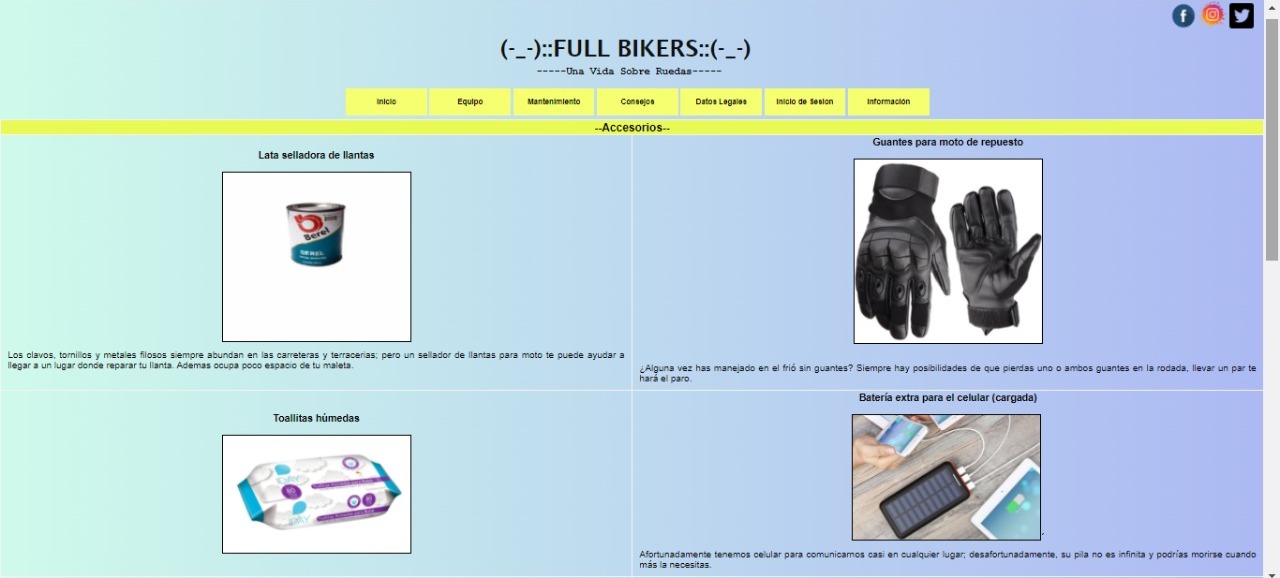 (-_-)::FULL BIKERS::(-_-)
-----Una Vida Sobre Ruedas-----
Inicio
Equipo
Mantenimiento
Consejos
Datos Legales
Inicio de Sesion
Información
--Accesorios--
Lata selladora de llantas
Berel
BEREL
Los clavos, tornillos y metales filosos siempre abundan en las carreteras y terracerias; pero un sellador de llantas para moto te puede ayudar a
llegar a un lugar donde reparar tu llanta. Ademas ocupa poco espacio de tu maleta.
Guantes para moto de repuesto
¿Alguna vez has manejado en el frió sin guantes? Siempre hay posibilidades de que pierdas uno o ambos guantes en la rodada, llevar un par te
hará el paro.
Toallitas húmedas
80
Batería extra para el celular (cargada)
Afortunadamente tenemos celular para comunicarnos casi en cualquier lugar; desafortunadamente, su pila no es infinita y podrías morirse cuando
más la necesitas.